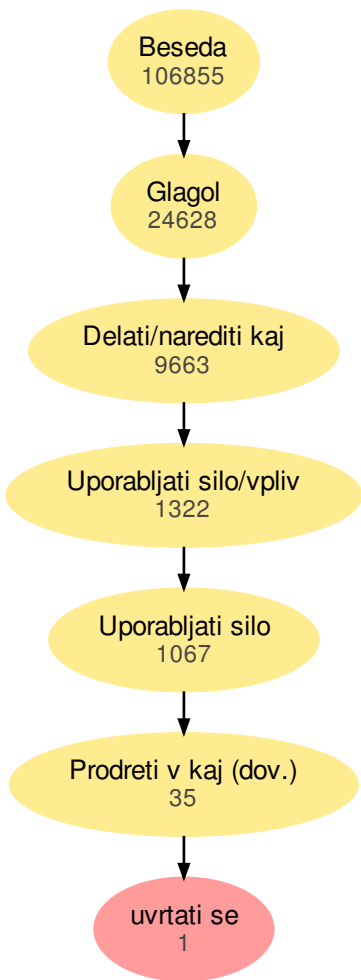 Beseda
106855
Glagol
24628
Delati/narediti kaj
9663
Uporabljati silo/vpliv
1322
Uporabljati silo
1067
Prodreti v kaj (dov.)
35
uvrtati se
1